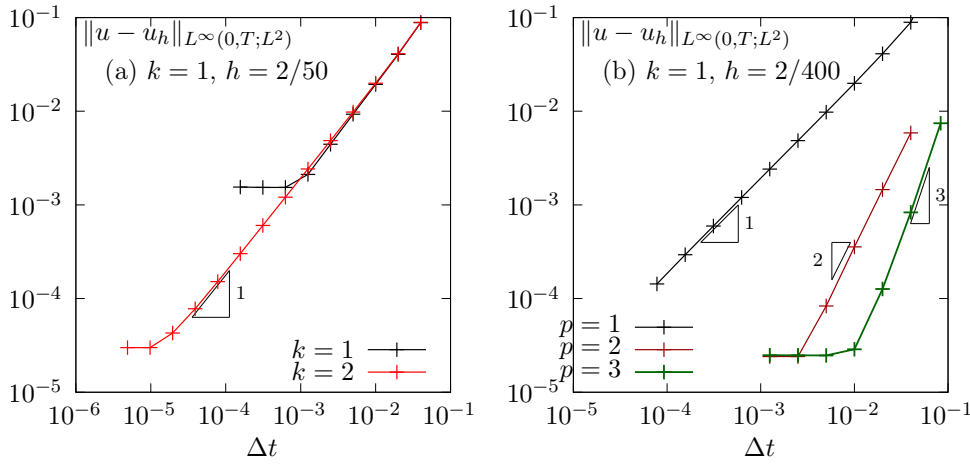 ‖u − u_h‖_{L^∞(0,T;L²)}
(a) k = 1, h = 2/50
10^{-1}
10^{-2}
10^{-3}
10^{-4}
10^{-5}
1
k = 1
k = 2
10^{-6} 10^{-5} 10^{-4} 10^{-3} 10^{-2} 10^{-1}
Δt
‖u − u_h‖_{L^∞(0,T;L²)}
(b) k = 1, h = 2/400
10^{-1}
10^{-2}
10^{-3}
10^{-4}
10^{-5}
1
2
3
p = 1
p = 2
p = 3
10^{-5} 10^{-4} 10^{-3} 10^{-2} 10^{-1}
Δt